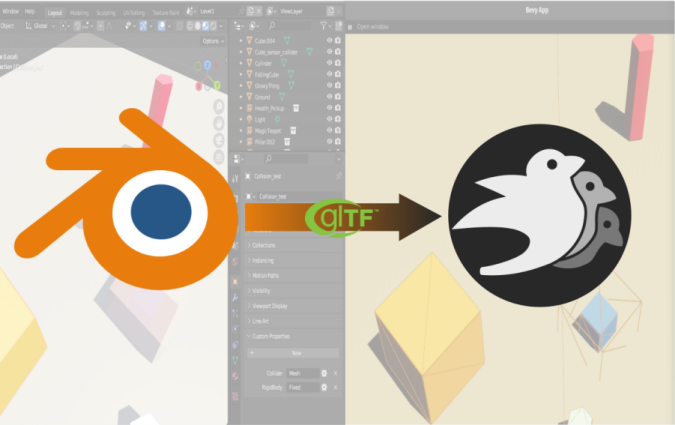 Window Help
Layout Modeling Sculpting UV Editing Texture Paint
Level1
ViewLayer
Bevy App
Object
Global
Options
Open window
(Local)
Cube.004
Cube_sensor_collider
Cylinder
FallingCube
GlowyThing
Ground
Health_Pickup
Light
MagicTeapot
Pillar.002
Collision_test
Collision_test
glTF™
Collections
Instancing
Motion Paths
Visibility
Viewport Display
Line Art
Custom Properties
New
Collider Mesh
RigidBody Fixed